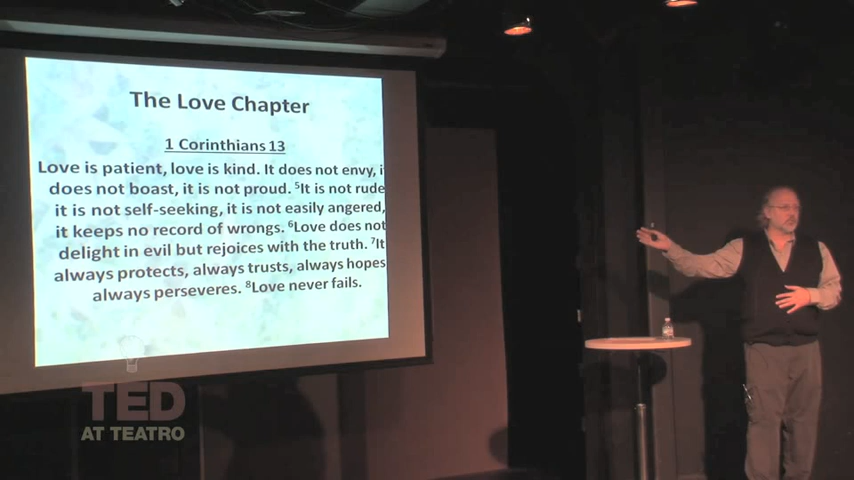 The Love Chapter
1 Corinthians 13
Love is patient, love is kind. It does not envy, i
does not boast, it is not proud. ⁵It is not rude
it is not self-seeking, it is not easily angered,
it keeps no record of wrongs. ⁶Love does not
delight in evil but rejoices with the truth. ⁷It
always protects, always trusts, always hopes
always perseveres. ⁸Love never fails.
TED
AT TEATRO